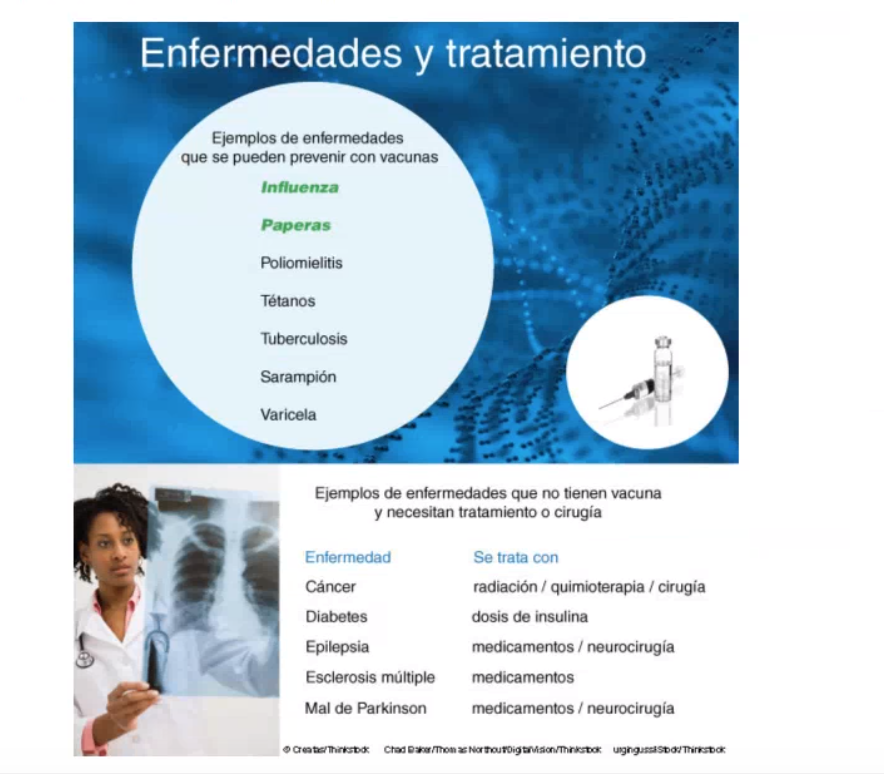 Enfermedades y tratamiento
Ejemplos de enfermedades
que se pueden prevenir con vacunas
Influenza
Paperas
Poliomielitis
Tétanos
Tuberculosis
Sarampión
Varicela
Ejemplos de enfermedades que no tienen vacuna
y necesitan tratamiento o cirugía
Enfermedad Se trata con
Cáncer radiación / quimioterapia / cirugía
Diabetes dosis de insulina
Epilepsia medicamentos / neurocirugía
Esclerosis múltiple medicamentos
Mal de Parkinson medicamentos / neurocirugía
© Creatas/Thinkstock Chad Baker/Thomas Northcut/DigitalVision/Thinkstock